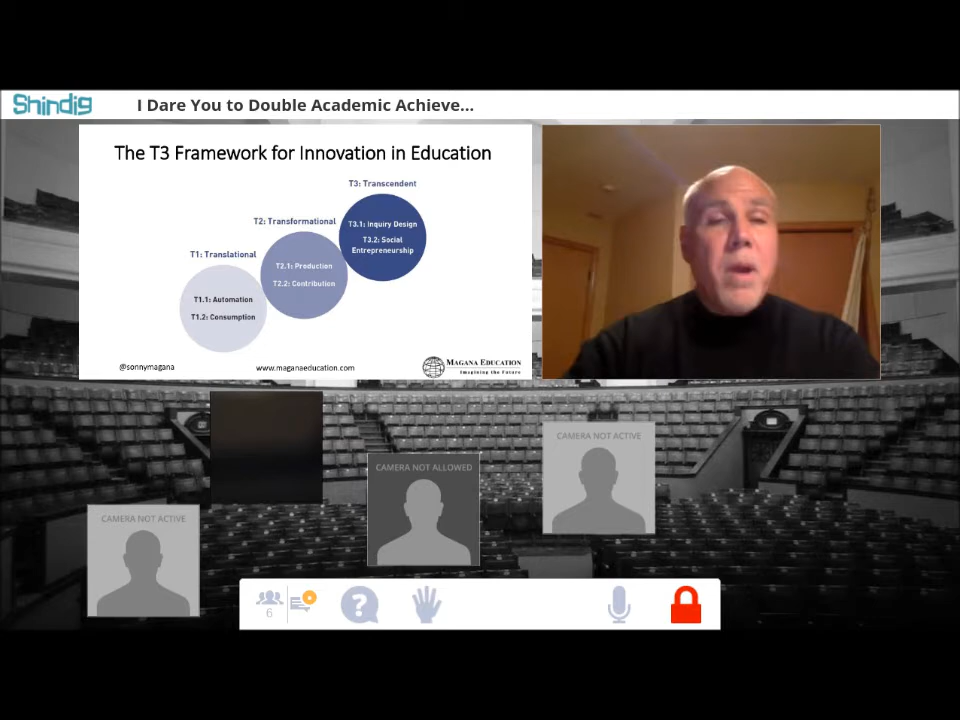 Shindig
I Dare You to Double Academic Achieve...
The T3 Framework for Innovation in Education
T3: Transcendent
T3.1: Inquiry Design
T3.2: Social
Entrepreneurship
T2: Transformational
T2.1: Production
T2.2: Contribution
T1: Translational
T1.1: Automation
T1.2: Consumption
@sonnymagana
www.maganaeducation.com
MAGANA EDUCATION
Imagining the Future
CAMERA NOT ACTIVE
CAMERA NOT ALLOWED
CAMERA NOT ACTIVE
6
?